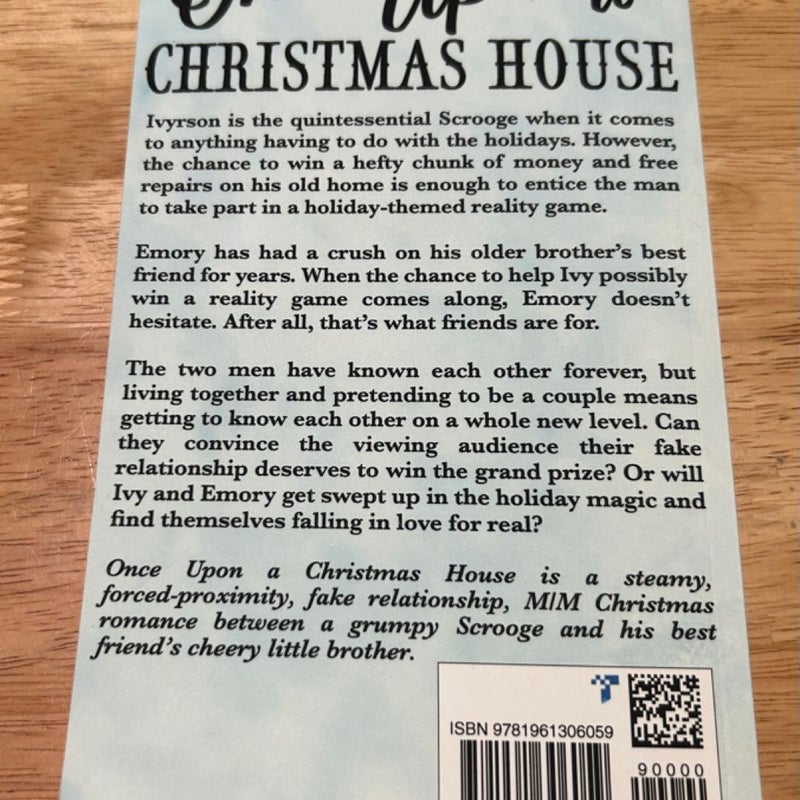 CHRISTMAS HOUSE
Ivyrson is the quintessential Scrooge when it comes
to anything having to do with the holidays. However,
the chance to win a hefty chunk of money and free
repairs on his old home is enough to entice the man
to take part in a holiday-themed reality game.
Emory has had a crush on his older brother's best
friend for years. When the chance to help Ivy possibly
win a reality game comes along, Emory doesn't
hesitate. After all, that's what friends are for.
The two men have known each other forever, but
living together and pretending to be a couple means
getting to know each other on a whole new level. Can
they convince the viewing audience their fake
relationship deserves to win the grand prize? Or will
Ivy and Emory get swept up in the holiday magic and
find themselves falling in love for real?
Once Upon a Christmas House is a steamy,
forced-proximity, fake relationship, M/M Christmas
romance between a grumpy Scrooge and his best
friend's cheery little brother.
ISBN 9781961306059
90000